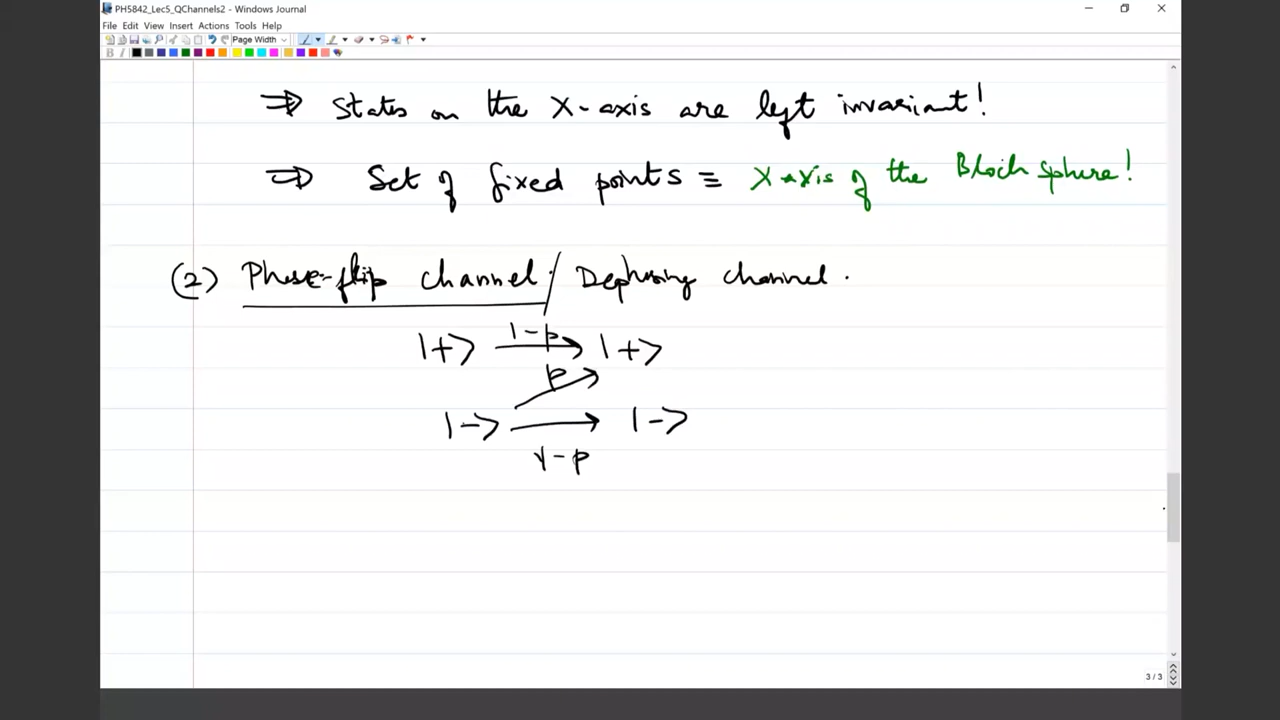 PH5842_Lec5_QChannels2 - Windows Journal
File Edit View Insert Actions Tools Help
Page Width
B I
⇒ States on the X-axis are left invariant!
⇒ Set of fixed points ≡ X-axis of the Bloch sphere!
(2) Phase-flip channel / Dephasing channel.
|+> 1-p → |+>
p
|-> → |->
1-p
3 / 3